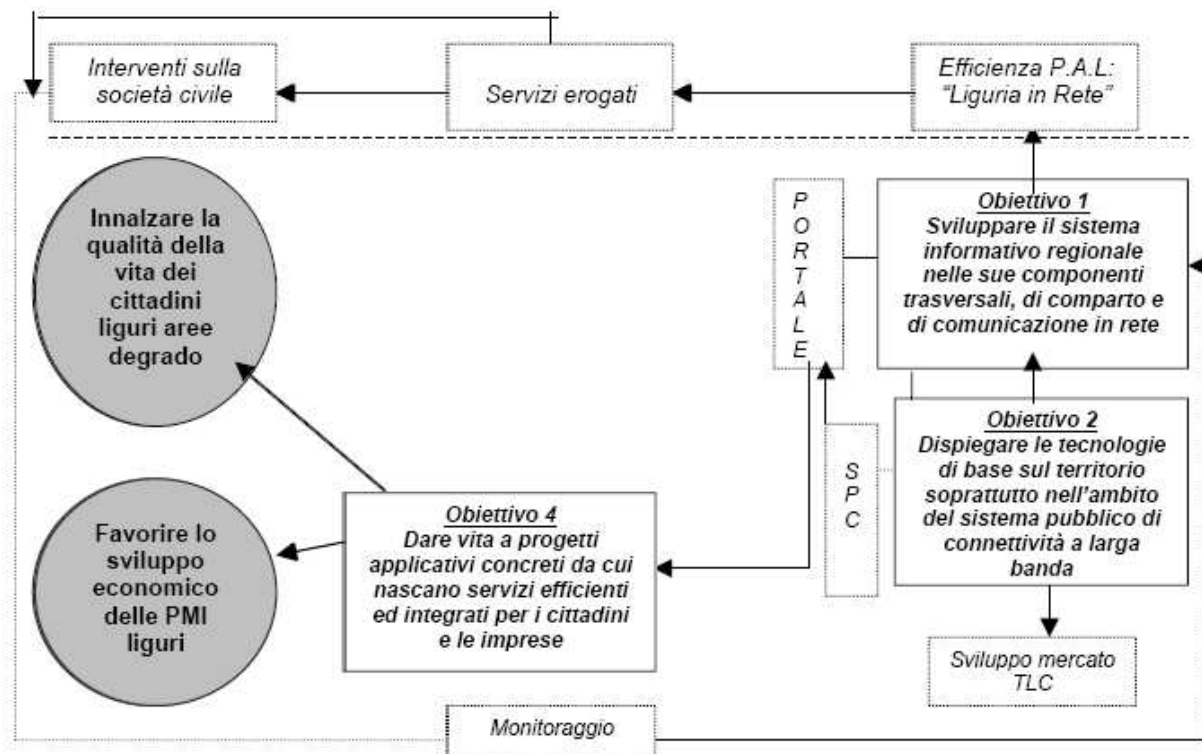 Interventi sulla
società civile
Servizi erogati
Efficienza P.A.L:
“Liguria in Rete”
Innalzare la
qualità della
vita dei
cittadini
liguri aree
degrado
P
O
R
T
A
L
E
Obiettivo 1
Sviluppare il sistema
informativo regionale
nelle sue componenti
trasversali, di comparto e
di comunicazione in rete
S
P
C
Obiettivo 2
Dispiegare le tecnologie
di base sul territorio
soprattutto nell’ambito
del sistema pubblico di
connettività a larga
banda
Favorire lo
sviluppo
economico
delle PMI
liguri
Obiettivo 4
Dare vita a progetti
applicativi concreti da cui
nascano servizi efficienti
ed integrati per i cittadini
e le imprese
Sviluppo mercato
TLC
Monitoraggio